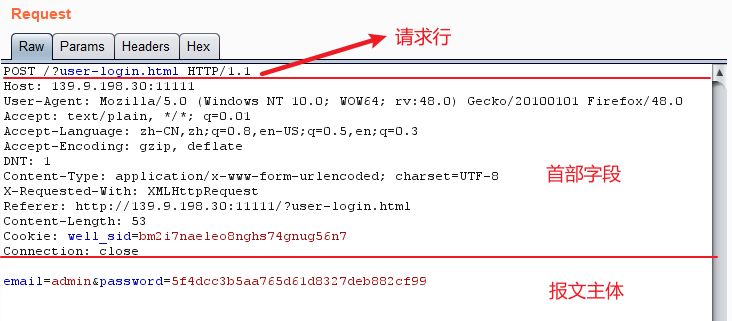 Request
Raw Params Headers Hex
请求行
POST /?user-login.html HTTP/1.1
Host: 139.9.198.30:11111
User-Agent: Mozilla/5.0 (Windows NT 10.0; WOW64; rv:48.0) Gecko/20100101 Firefox/48.0
Accept: text/plain, */*; q=0.01
Accept-Language: zh-CN,zh;q=0.8,en-US;q=0.5,en;q=0.3
Accept-Encoding: gzip, deflate
DNT: 1
Content-Type: application/x-www-form-urlencoded; charset=UTF-8
首部字段
X-Requested-With: XMLHttpRequest
Referer: http://139.9.198.30:11111/?user-login.html
Content-Length: 53
Cookie: well_sid=bm2i7naeleo8nghs74gnug56n7
Connection: close
email=admin&password=5f4dcc3b5aa765d61d8327deb882cf99
报文主体